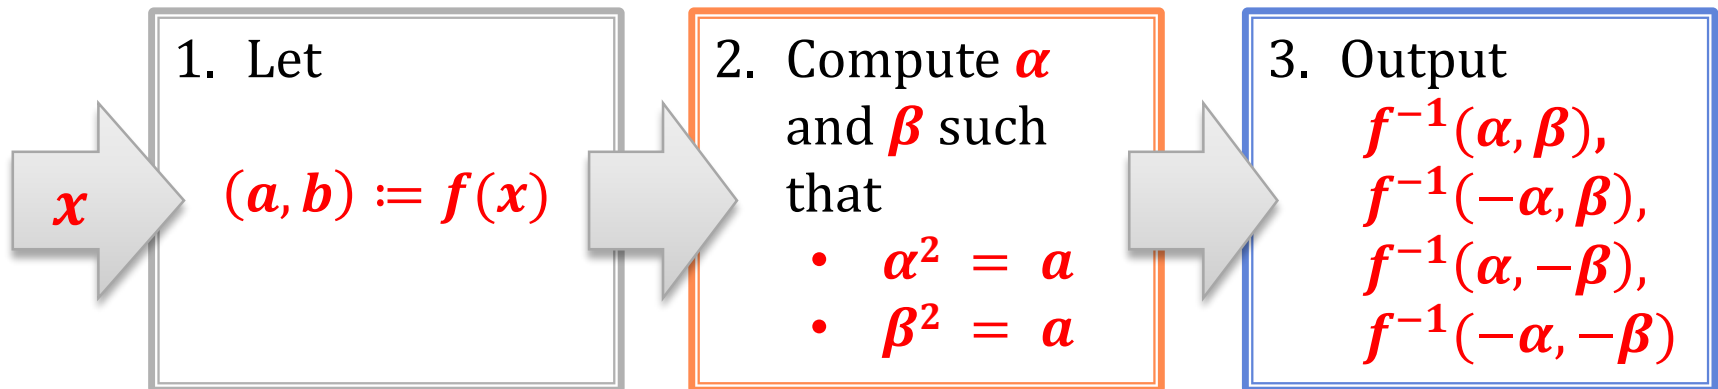 x
1. Let
(a, b) ≔ f(x)
2. Compute α
and β such
that
• α² = a
• β² = a
3. Output
f⁻¹(α, β),
f⁻¹(−α, β),
f⁻¹(α, −β),
f⁻¹(−α, −β)